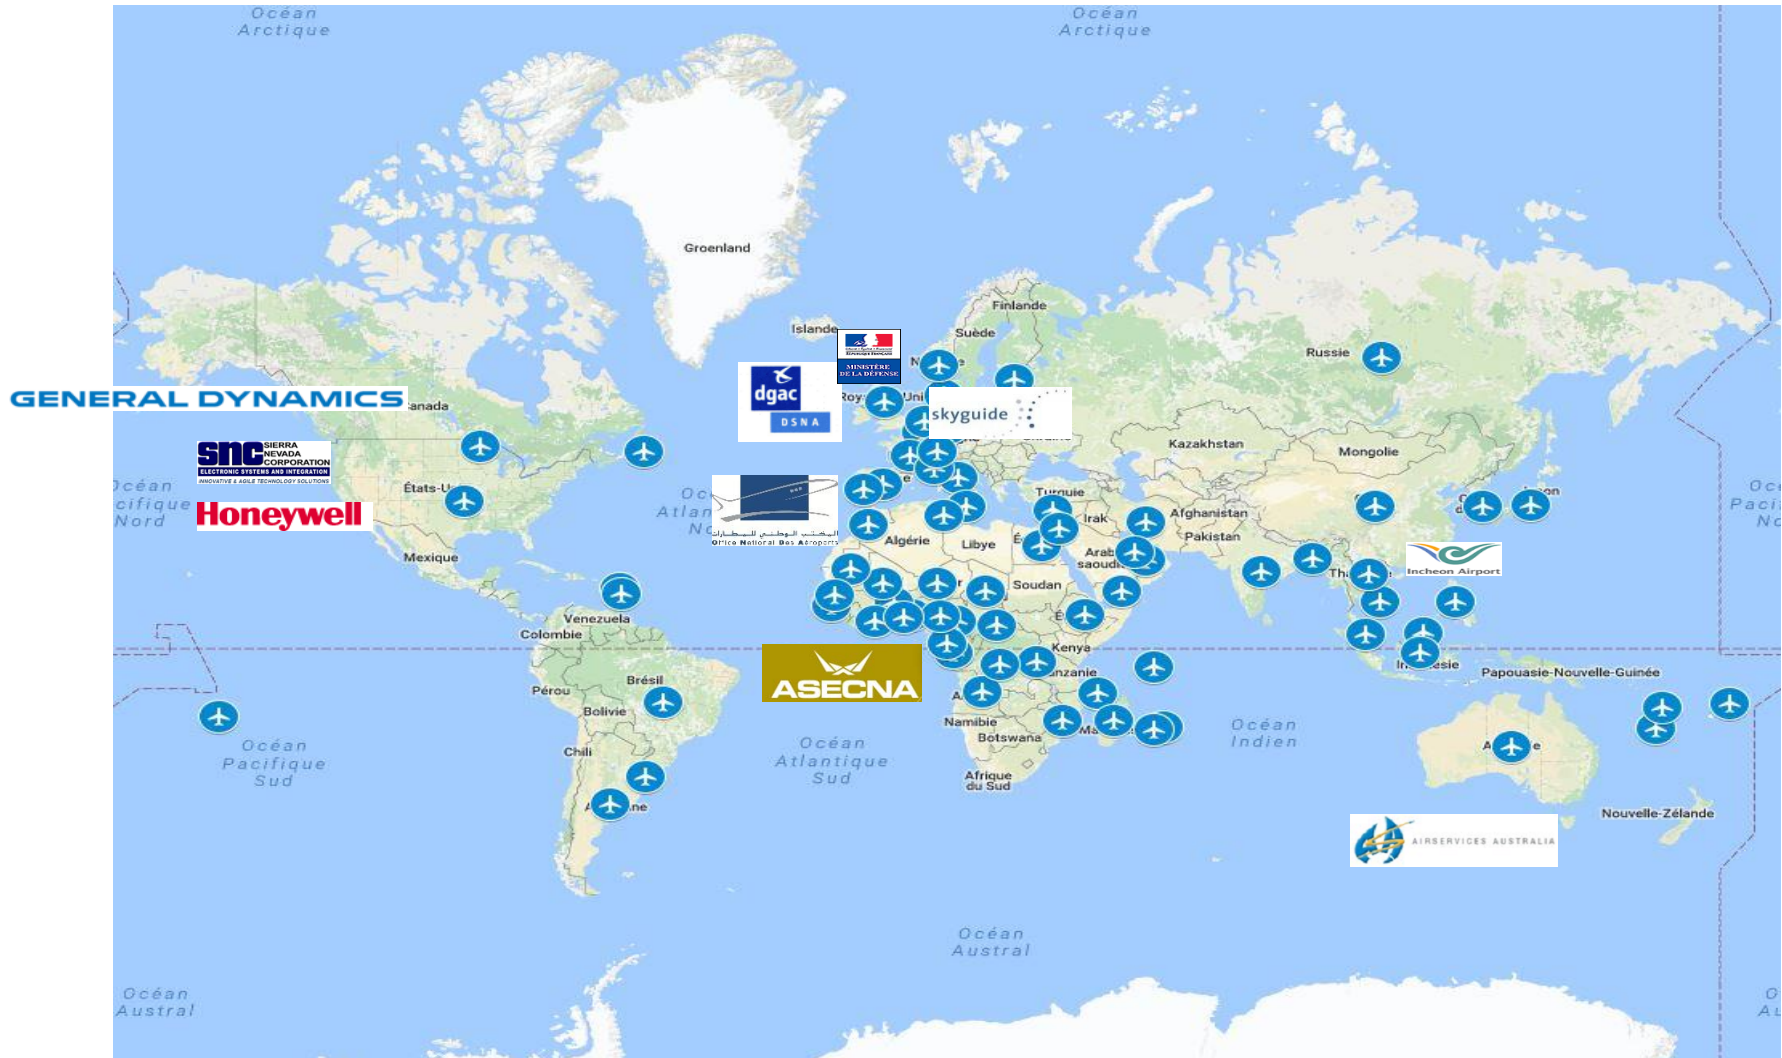 Océan
Arctique
Océan
Arctique
Groenland
Finlande
Islande
Suède
Russie
MINISTÈRE
DE LA DÉFENSE
dgac
DSNA
skyguide
GENERAL DYNAMICS
anada
Kazakhstan
Mongolie
snc SIERRA
NEVADA
CORPORATION
ELECTRONIC SYSTEMS AND INTEGRATION
INNOVATIVE & AGILE TECHNOLOGY SOLUTIONS
Océan
cifique
Nord
États-U
Honeywell
Turquie
Irak
Afghanistan
Pakistan
Algérie
Libye
المكتب الوطني للمطارات
Office National Des Aéroports
Incheon Airport
Mexique
Soudan
Venezuela
Colombie
Kenya
ASECNA
anzanie
Papouasie-Nouvelle-Guinée
Brésil
Pérou
Bolivie
Namibie
Botswana
Océan
Indien
Océan
Pacifique
Sud
Chili
Océan
Atlantique
Sud
Afrique
du Sud
Nouvelle-Zélande
AIRSERVICES AUSTRALIA
Océan
Austral
Océan
Austral